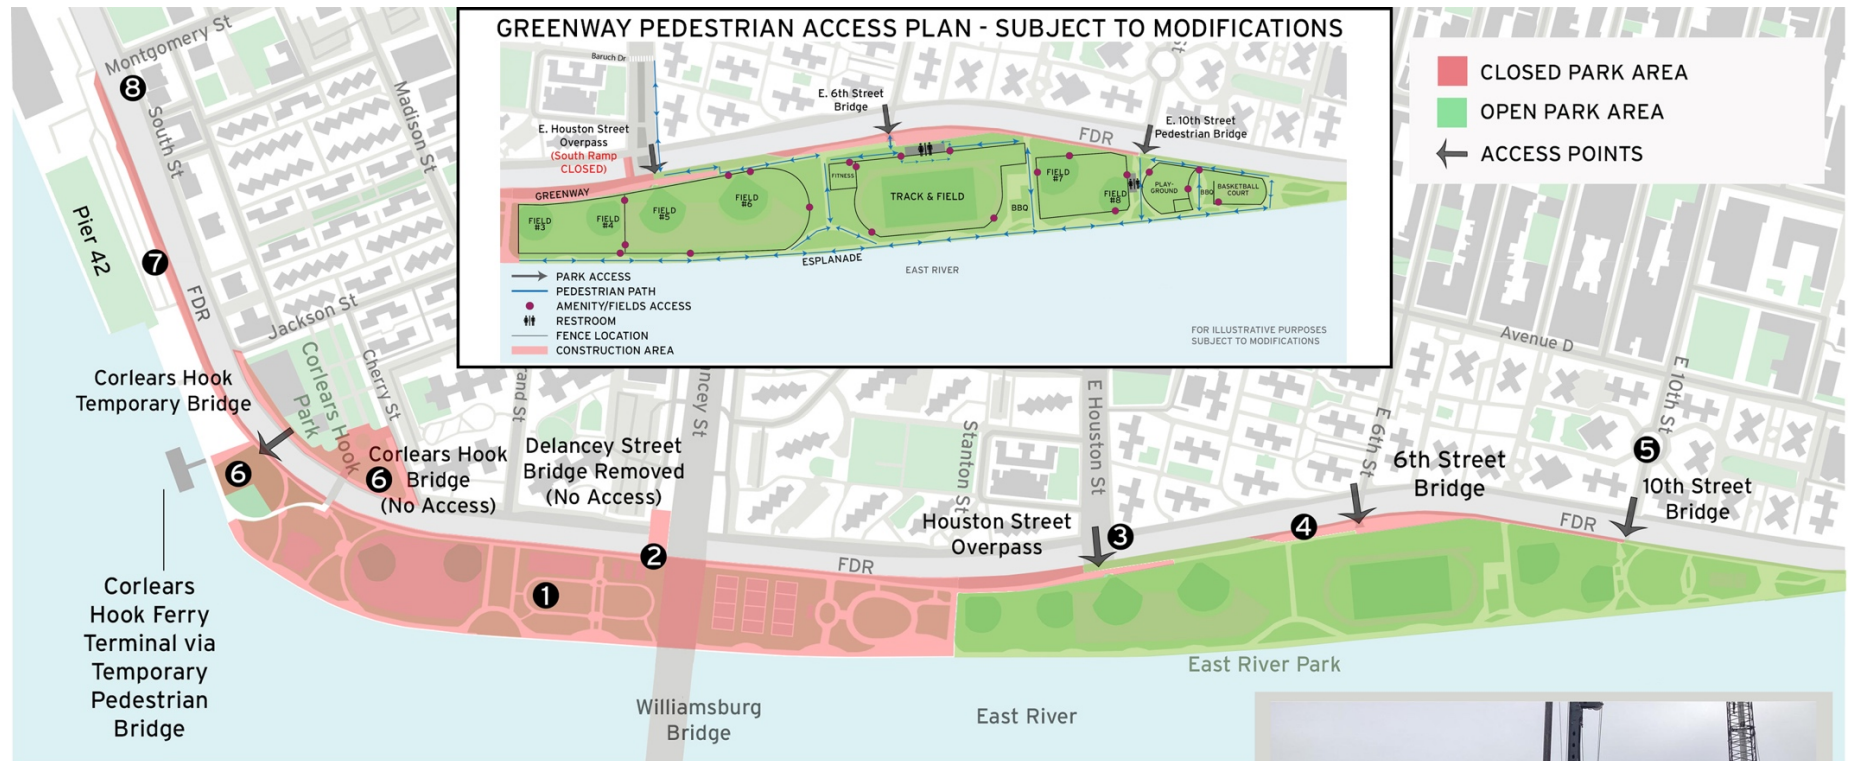 GREENWAY PEDESTRIAN ACCESS PLAN - SUBJECT TO MODIFICATIONS
Baruch Dr
E. Houston Street
Overpass
(South Ramp
CLOSED)
E. 6th Street
Bridge
E. 10th Street
Pedestrian Bridge
FDR
GREENWAY
FIELD
#3
FIELD
#4
FIELD
#5
FIELD
#6
FITNESS
TRACK & FIELD
BBQ
FIELD
#7
FIELD
#8
PLAY-
GROUND
BBQ
BASKETBALL
COURT
ESPLANADE
EAST RIVER
PARK ACCESS
PEDESTRIAN PATH
AMENITY/FIELDS ACCESS
RESTROOM
FENCE LOCATION
CONSTRUCTION AREA
FOR ILLUSTRATIVE PURPOSES
SUBJECT TO MODIFICATIONS
CLOSED PARK AREA
OPEN PARK AREA
ACCESS POINTS
Montgomery St
8
South St
Madison St
Pier 42
7
FDR
Jackson St
Corlears Hook
Park
Cherry St
Corlears Hook
Temporary Bridge
6
6
Corlears Hook
Bridge
(No Access)
Delancey Street
Bridge Removed
(No Access)
Stanton St
E Houston St
Houston Street
Overpass
3
4
E 6th St
6th Street
Bridge
Avenue D
E 10th St
5
10th Street
Bridge
FDR
FDR
2
1
Corlears
Hook Ferry
Terminal via
Temporary
Pedestrian
Bridge
Williamsburg
Bridge
East River
East River Park